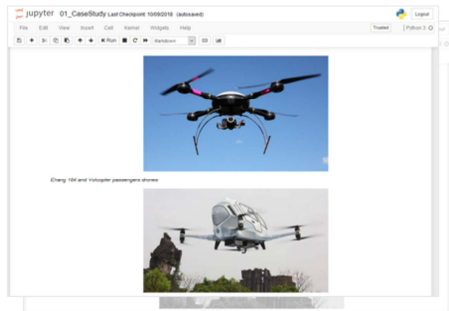 jupyter 01_CaseStudy Last Checkpoint: 10/09/2018 (autosaved)
Logout
File Edit View Insert Cell Kernel Widgets Help
Trusted Python 3
Run
Markdown
Ehang 184 and Volocopter passengers drones